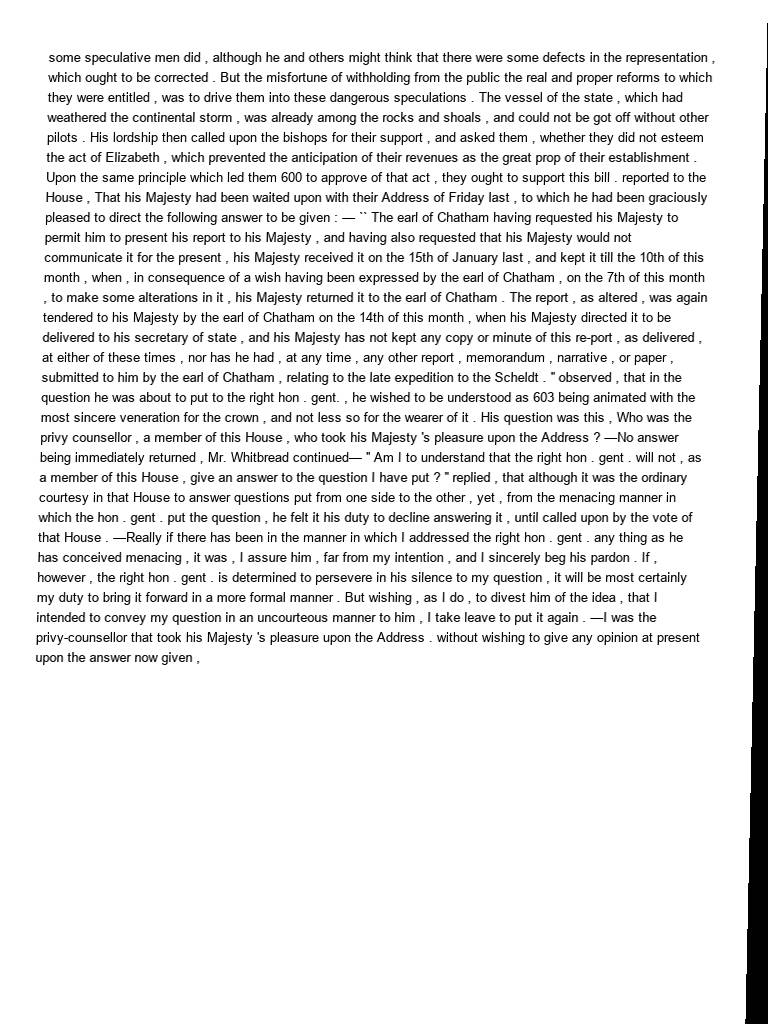 some speculative men did , although he and others might think that there were some defects in the representation ,
which ought to be corrected . But the misfortune of withholding from the public the real and proper reforms to which
they were entitled , was to drive them into these dangerous speculations . The vessel of the state , which had
weathered the continental storm , was already among the rocks and shoals , and could not be got off without other
pilots . His lordship then called upon the bishops for their support , and asked them , whether they did not esteem
the act of Elizabeth , which prevented the anticipation of their revenues as the great prop of their establishment .
Upon the same principle which led them 600 to approve of that act , they ought to support this bill . reported to the
House , That his Majesty had been waited upon with their Address of Friday last , to which he had been graciously
pleased to direct the following answer to be given : — `` The earl of Chatham having requested his Majesty to
permit him to present his report to his Majesty , and having also requested that his Majesty would not
communicate it for the present , his Majesty received it on the 15th of January last , and kept it till the 10th of this
month , when , in consequence of a wish having been expressed by the earl of Chatham , on the 7th of this month
, to make some alterations in it , his Majesty returned it to the earl of Chatham . The report , as altered , was again
tendered to his Majesty by the earl of Chatham on the 14th of this month , when his Majesty directed it to be
delivered to his secretary of state , and his Majesty has not kept any copy or minute of this re-port , as delivered ,
at either of these times , nor has he had , at any time , any other report , memorandum , narrative , or paper ,
submitted to him by the earl of Chatham , relating to the late expedition to the Scheldt . " observed , that in the
question he was about to put to the right hon . gent. , he wished to be understood as 603 being animated with the
most sincere veneration for the crown , and not less so for the wearer of it . His question was this , Who was the
privy counsellor , a member of this House , who took his Majesty 's pleasure upon the Address ? —No answer
being immediately returned , Mr. Whitbread continued— " Am I to understand that the right hon . gent . will not , as
a member of this House , give an answer to the question I have put ? " replied , that although it was the ordinary
courtesy in that House to answer questions put from one side to the other , yet , from the menacing manner in
which the hon . gent . put the question , he felt it his duty to decline answering it , until called upon by the vote of
that House . —Really if there has been in the manner in which I addressed the right hon . gent . any thing as he
has conceived menacing , it was , I assure him , far from my intention , and I sincerely beg his pardon . If ,
however , the right hon . gent . is determined to persevere in his silence to my question , it will be most certainly
my duty to bring it forward in a more formal manner . But wishing , as I do , to divest him of the idea , that I
intended to convey my question in an uncourteous manner to him , I take leave to put it again . —I was the
privy-counsellor that took his Majesty 's pleasure upon the Address . without wishing to give any opinion at present
upon the answer now given ,